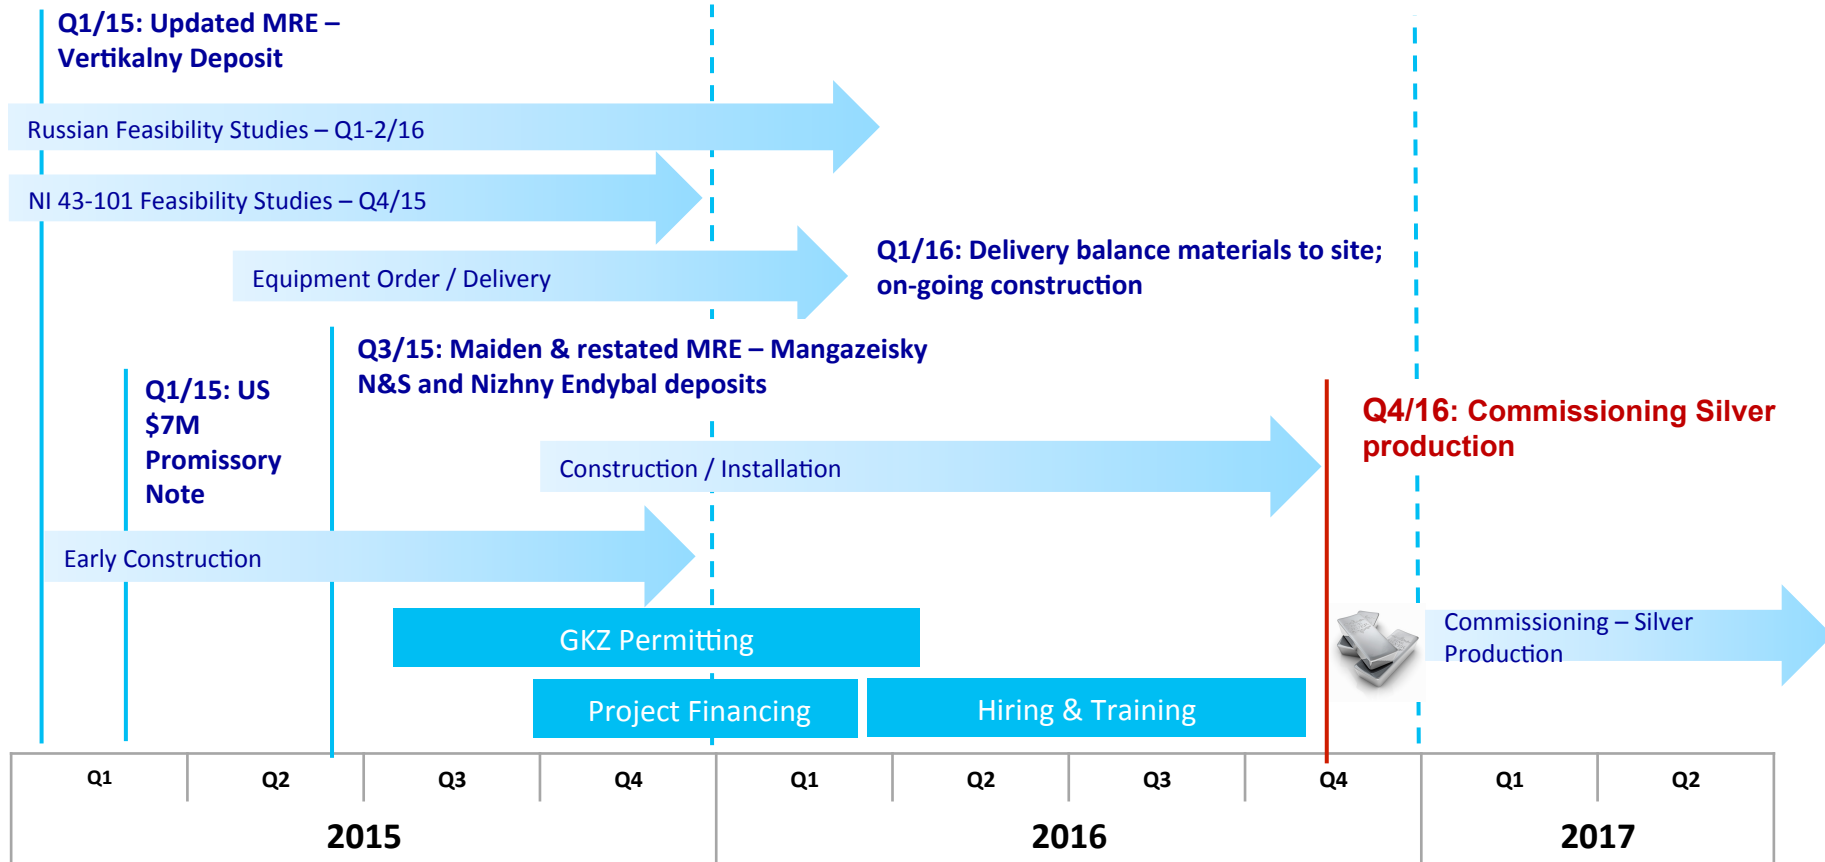 Q1/15: Updated MRE –
Vertikalny Deposit
Russian Feasibility Studies – Q1-2/16
NI 43-101 Feasibility Studies – Q4/15
Equipment Order / Delivery
Q1/16: Delivery balance materials to site;
on-going construction
Q3/15: Maiden & restated MRE – Mangazeisky
N&S and Nizhny Endybal deposits
Q1/15: US
$7M
Promissory
Note
Q4/16: Commissioning Silver
production
Construction / Installation
Early Construction
GKZ Permitting
Commissioning – Silver
Production
Project Financing
Hiring & Training
Q1 Q2 Q3 Q4 Q1 Q2 Q3 Q4 Q1 Q2
2015 2016 2017